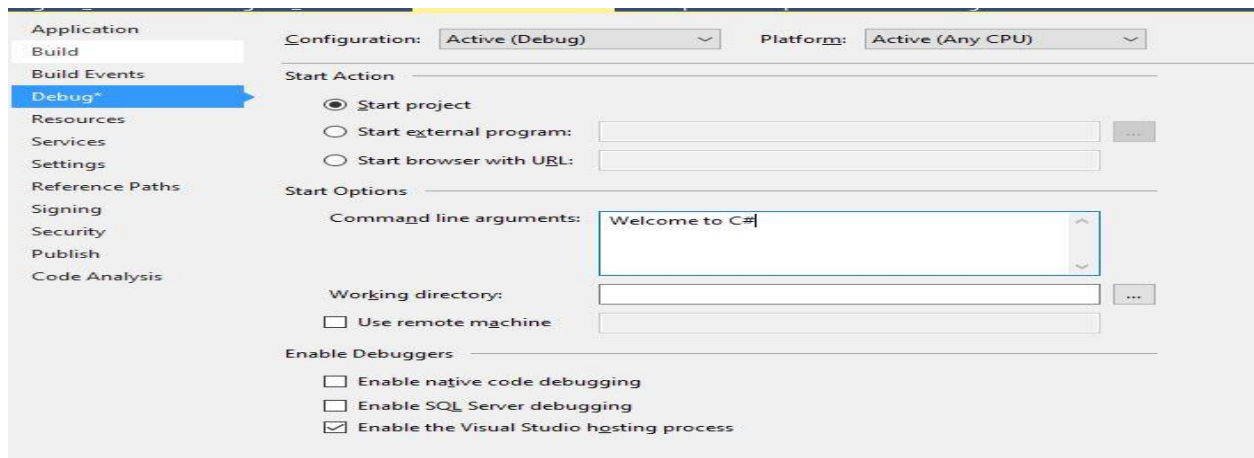 Application
Build
Build Events
Debug*
Resources
Services
Settings
Reference Paths
Signing
Security
Publish
Code Analysis
Configuration: Active (Debug) Platform: Active (Any CPU)
Start Action
Start project
Start external program: ...
Start browser with URL:
Start Options
Command line arguments: Welcome to C#
Working directory: ...
Use remote machine
Enable Debuggers
Enable native code debugging
Enable SQL Server debugging
Enable the Visual Studio hosting process